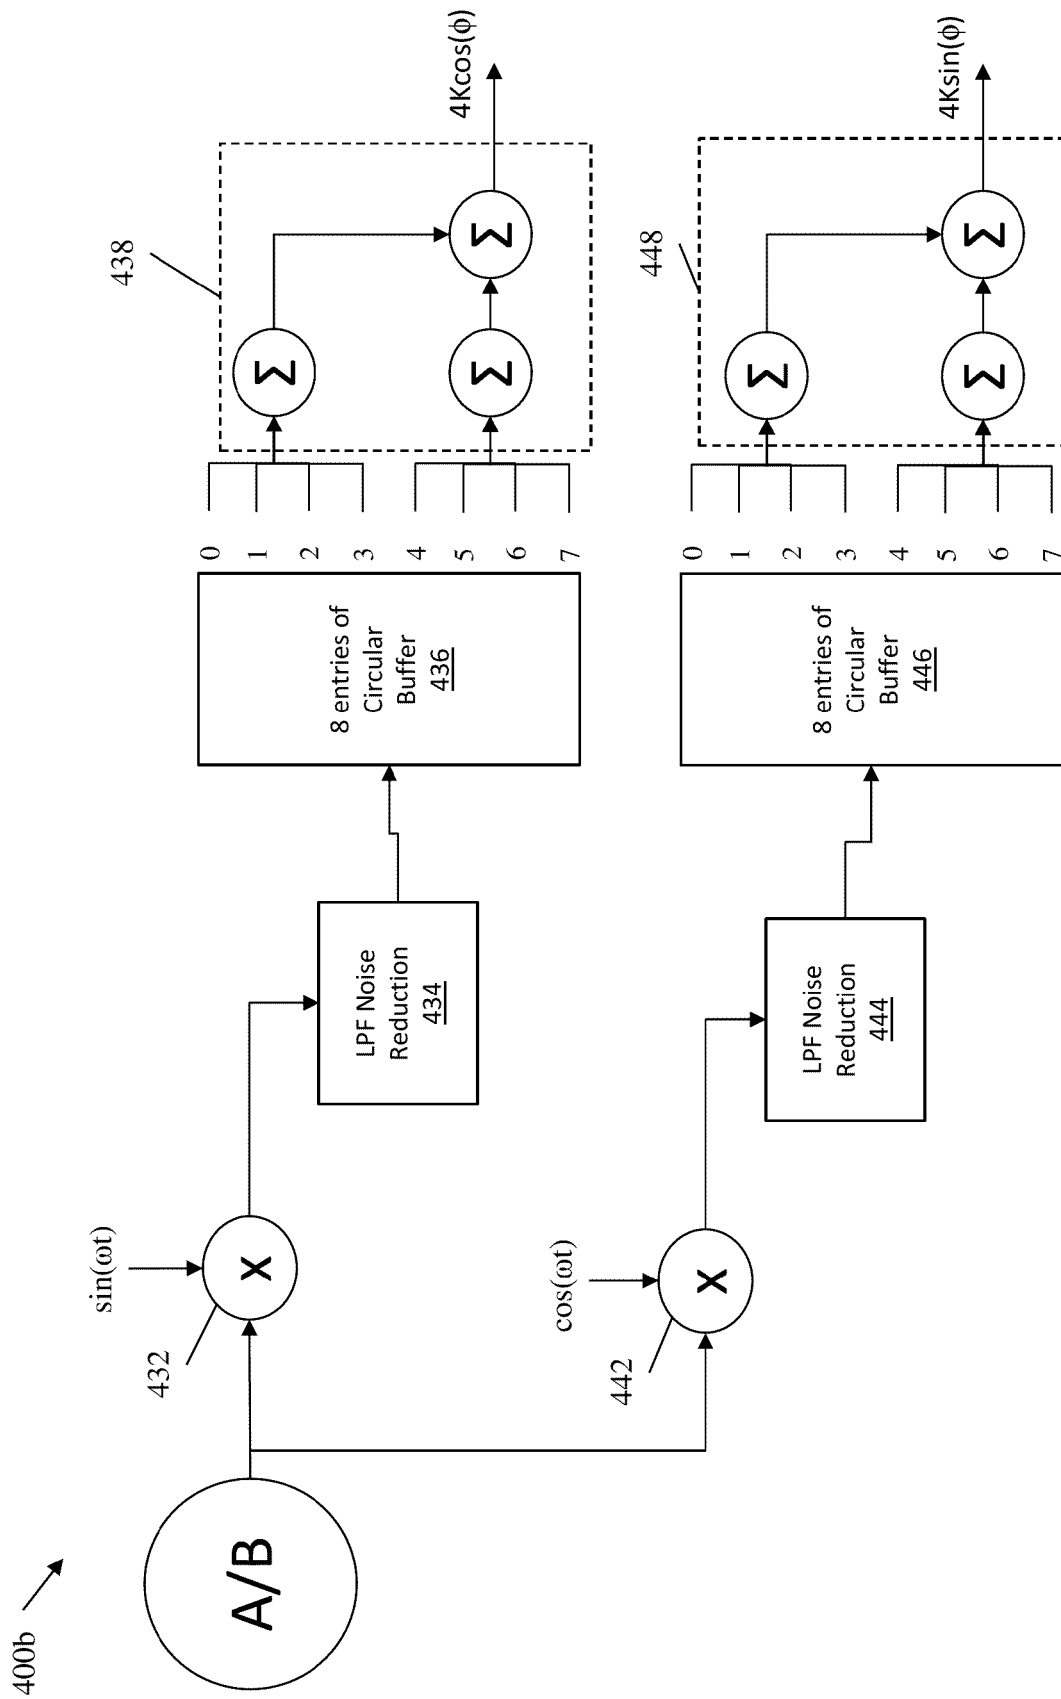 400b
A/B
432
sin(ωt)
X
LPF Noise
Reduction
434
8 entries of
Circular
Buffer
436
0
1
2
3
4
5
6
7
438
Σ
Σ
Σ
4Kcos(ϕ)
442
cos(ωt)
X
LPF Noise
Reduction
444
8 entries of
Circular
Buffer
446
0
1
2
3
4
5
6
7
448
Σ
Σ
Σ
4Ksin(ϕ)